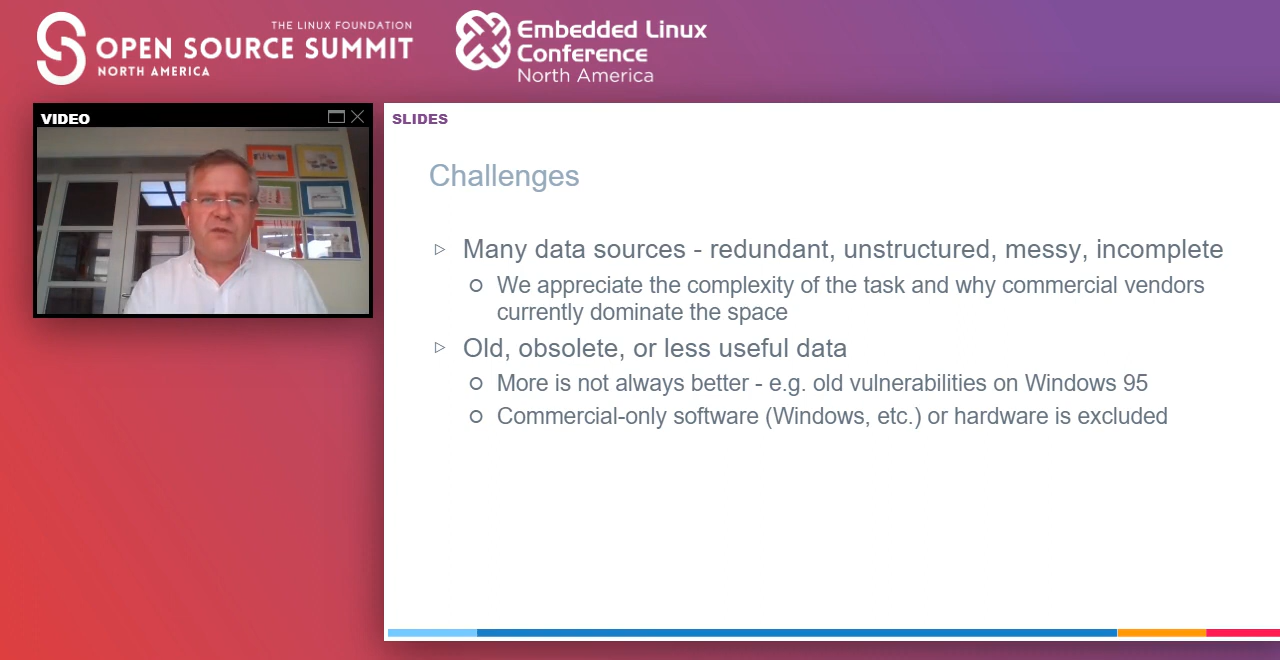 THE LINUX FOUNDATION
OPEN SOURCE SUMMIT
NORTH AMERICA
Embedded Linux
Conference
North America
VIDEO
SLIDES
Challenges
Many data sources - redundant, unstructured, messy, incomplete
We appreciate the complexity of the task and why commercial vendors
currently dominate the space
Old, obsolete, or less useful data
More is not always better - e.g. old vulnerabilities on Windows 95
Commercial-only software (Windows, etc.) or hardware is excluded